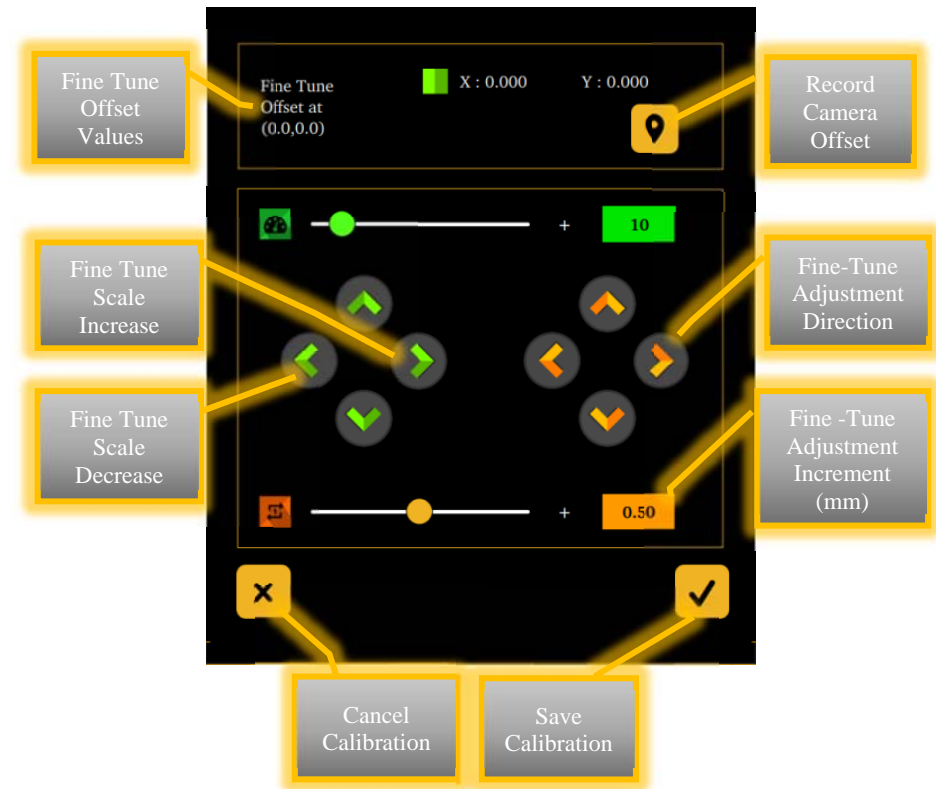 Fine Tune
Offset
Values
Fine Tune
Offset at
(0.0,0.0)
X : 0.000
Y : 0.000
Record
Camera
Offset
+
10
Fine Tune
Scale
Increase
Fine-Tune
Adjustment
Direction
Fine Tune
Scale
Decrease
Fine -Tune
Adjustment
Increment
(mm)
+
0.50
Cancel
Calibration
Save
Calibration